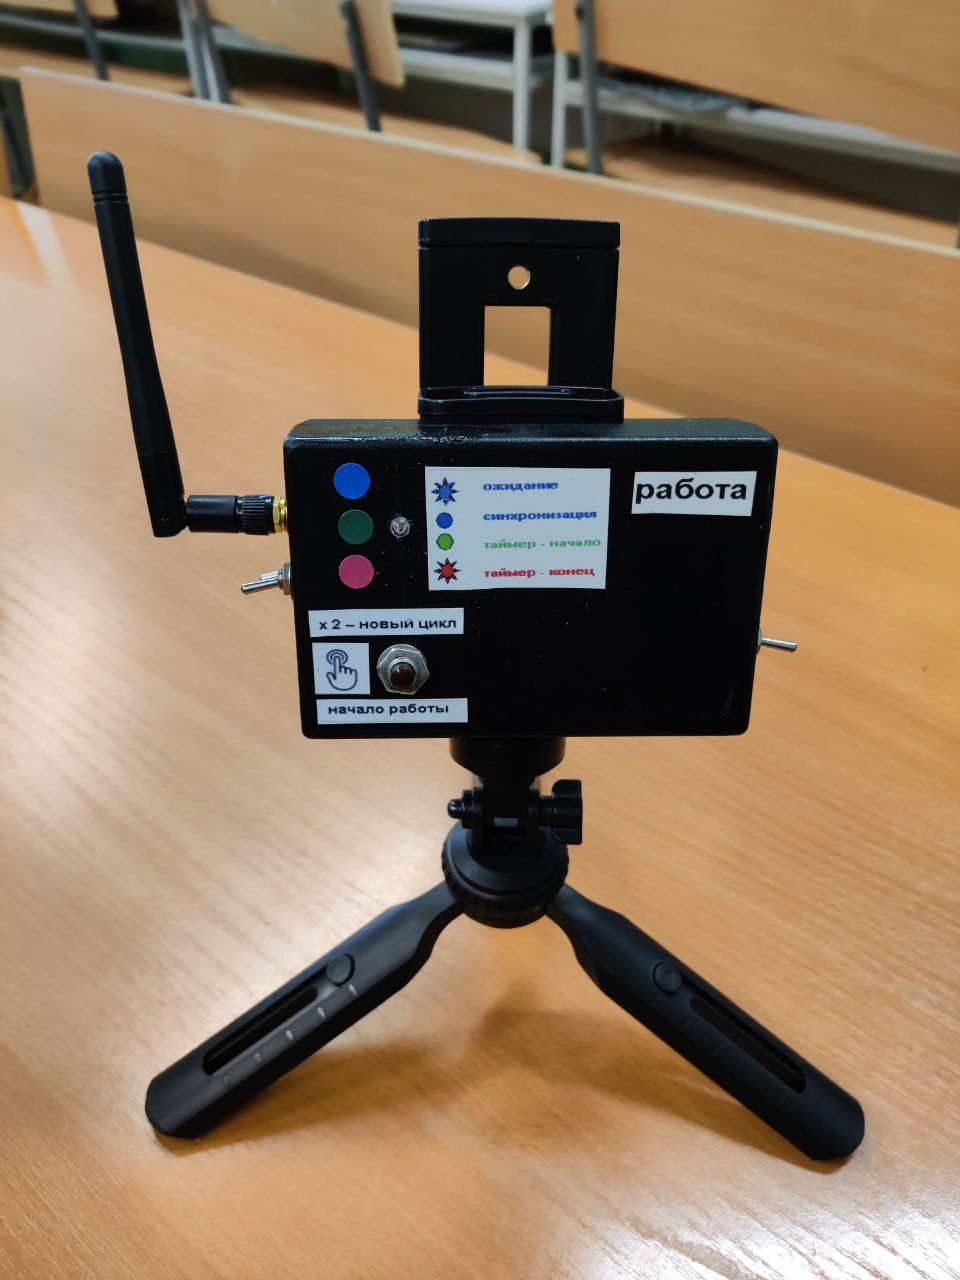 ожидание
синхронизация
таймер - начало
таймер - конец
работа
х 2 – новый цикл
начало работы